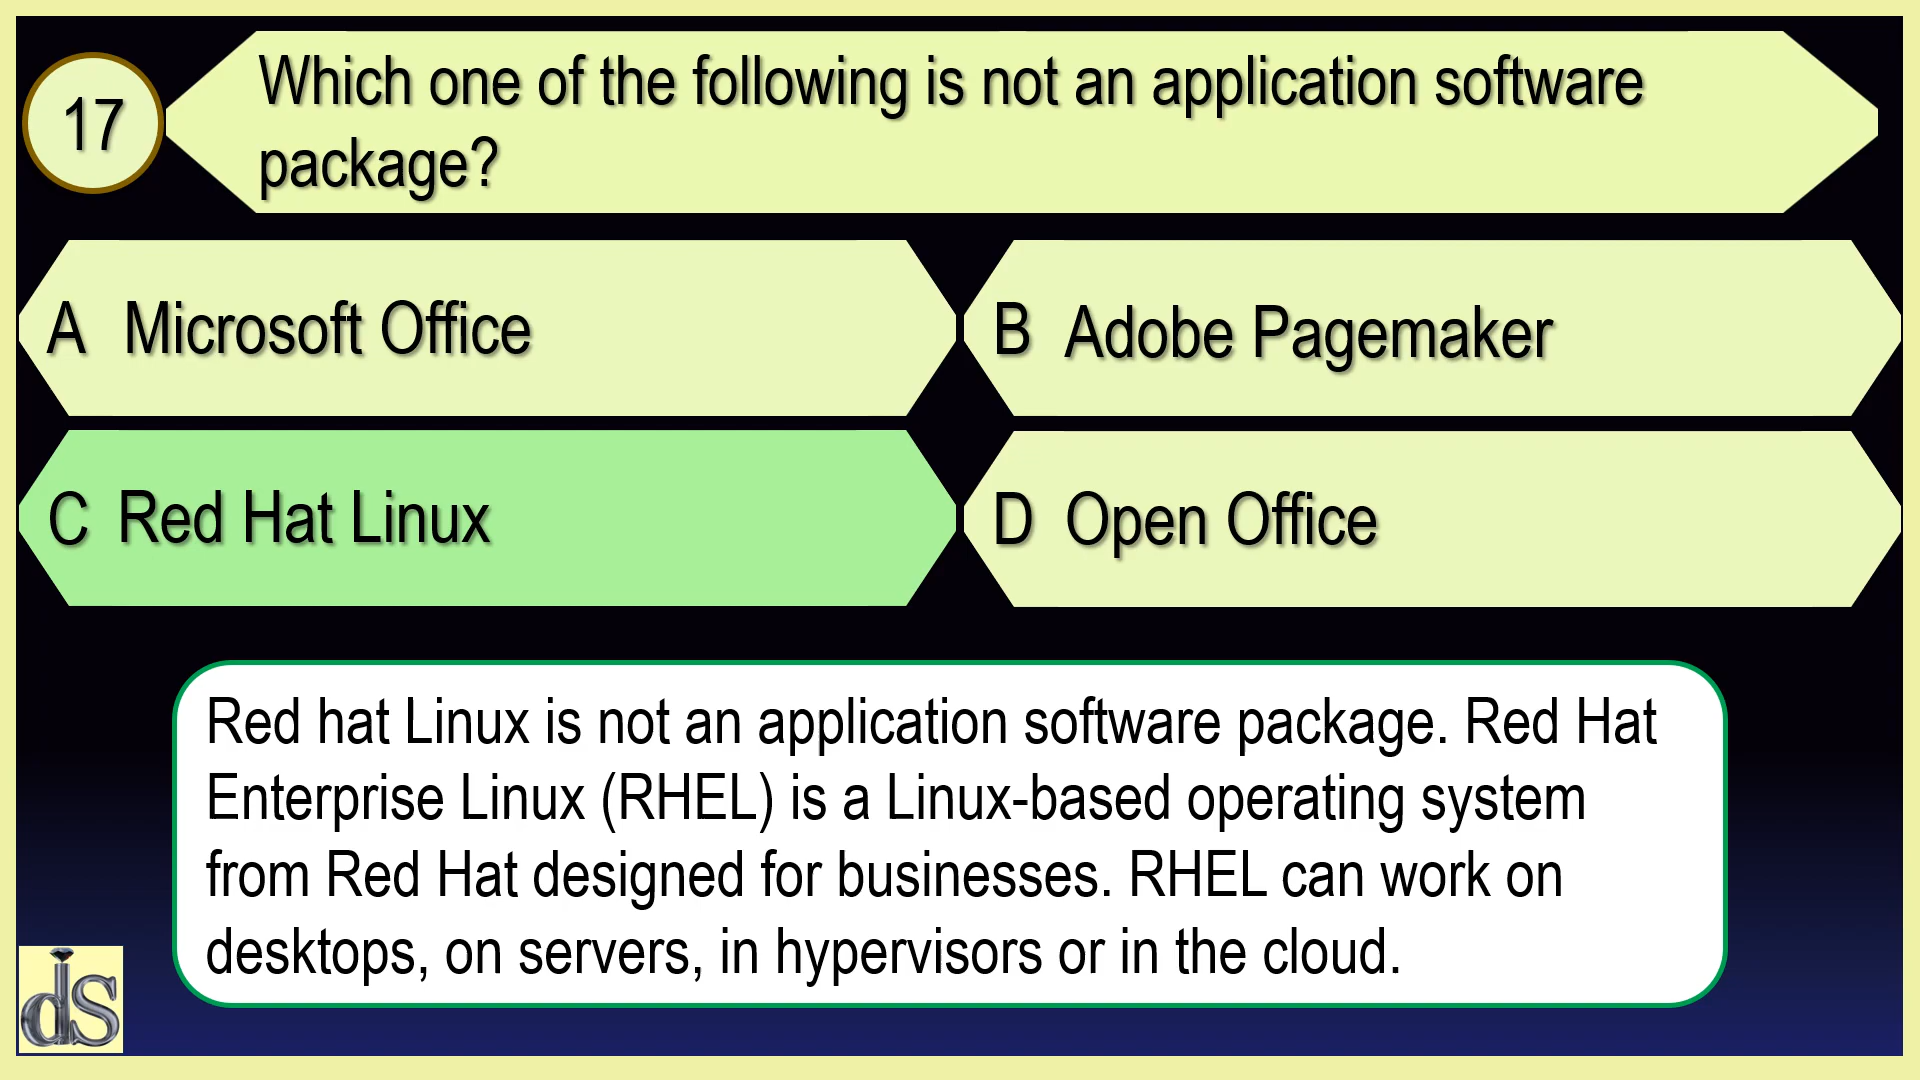 17
Which one of the following is not an application software
package?
A Microsoft Office
B Adobe Pagemaker
C Red Hat Linux
D Open Office
Red hat Linux is not an application software package. Red Hat
Enterprise Linux (RHEL) is a Linux-based operating system
from Red Hat designed for businesses. RHEL can work on
desktops, on servers, in hypervisors or in the cloud.
ds